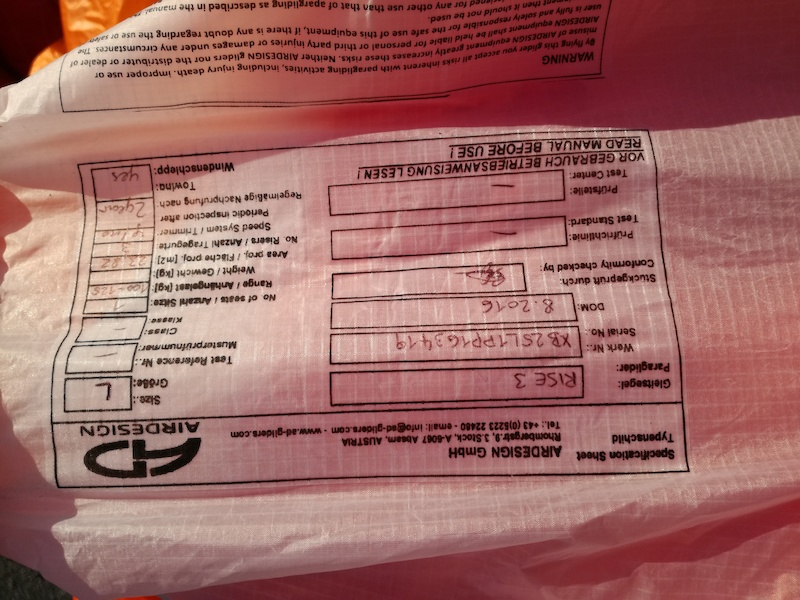 Specification Sheet
Typenschild
AIRDESIGN GmbH
Rhombergstr.9, 3.Stock, A-6067 Absam, AUSTRIA
Tel.: +43 (0)5223 22460 - email: info@ad-gliders.com - www.ad-gliders.com
AIRDESIGN
Paraglider:
Gleitsegel:
RISE 3
Serial No.
Werk Nr.:
DOM:
8.2016
Conformity checked by:
Stückgeprüft durch:
Test Standard:
Prüfrichtlinie:
—
Test Center:
Prüfstelle:
—
VOR GEBRAUCH BETRIEBSANWEISUNG LESEN!
READ MANUAL BEFORE USE!
Size:
Größe:
L
Test Reference Nr.
Musterprüfnummer:
—
Class:
Klasse:
—
No. of seats / Anzahl Sitze:
1
Range / Anhängelast [kg]:
Weight / Gewicht [kg]:
Area proj. / Fläche proj. [m2]
No. Risers / Anzahl Tragegurte
3
Speed System / Trimmer
Periodic inspection after
Regelmäßige Nachprüfung nach
Towing
Windenschlepp:
yes
WARNING
By flying this glider you accept all risks inherent with paragliding activities, including injury death. Improper use or
misuse of AIRDESIGN equipment greatly increases these risks. Neither AIRDESIGN gliders nor the distributor or dealer of
AIRDESIGN equipment shall be held liable for personal or third party injuries or damages under any circumstances. The
user is fully and solely responsible for the safe use of this equipment, if there is any doubt regarding the use or safety
then it should not be used.
for any other use than that of paragliding as described in the manual.